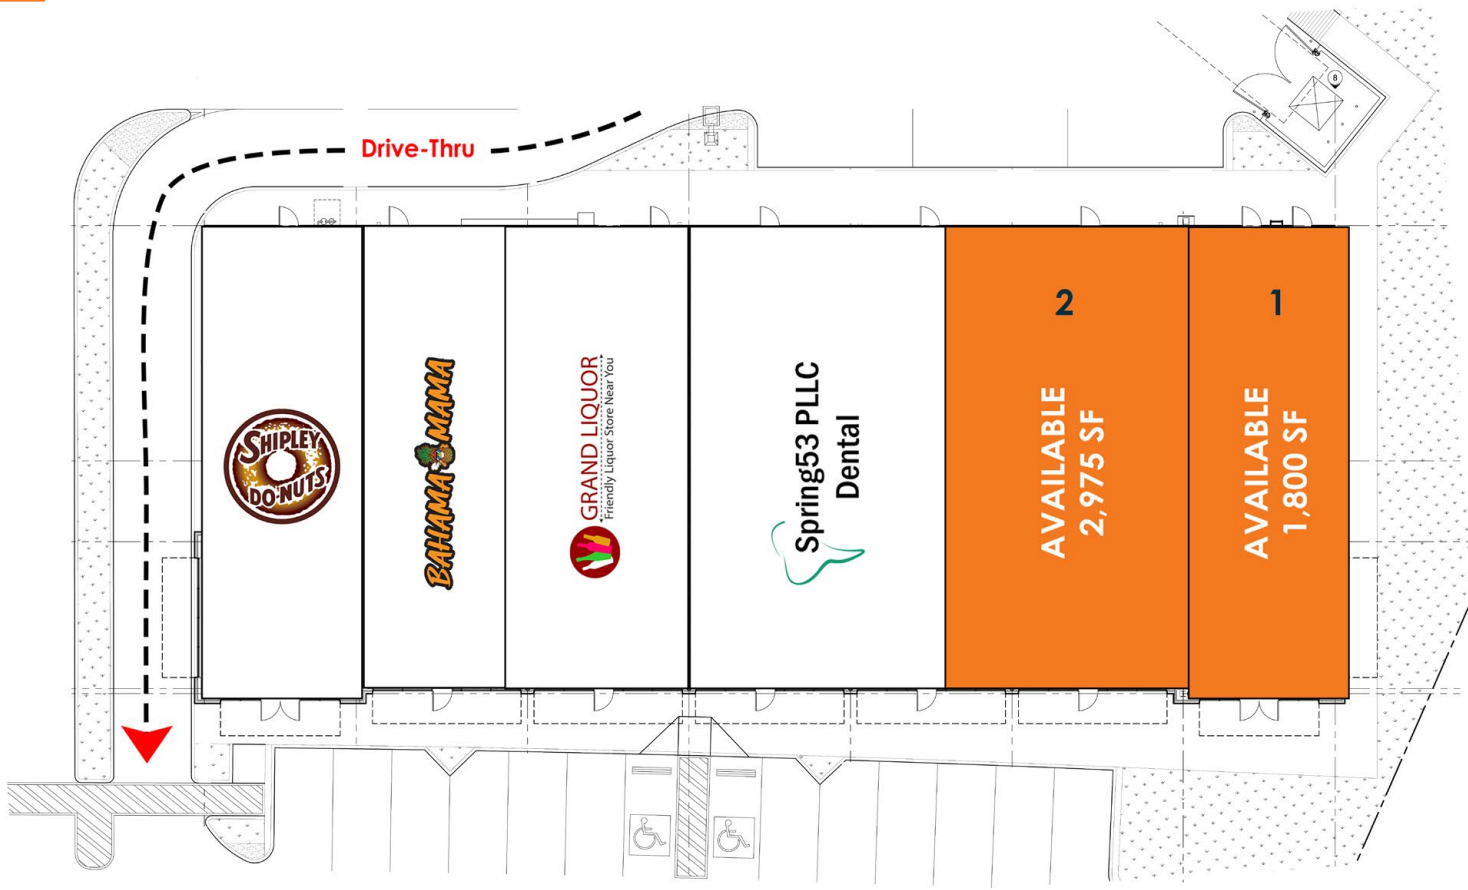 8
Drive-Thru
SHIPLEY
DO-NUTS
BAHAMA MAMA
GRAND LIQUOR
Friendly Liquor Store Near You
Spring53 PLLC
Dental
2
AVAILABLE
2,975 SF
1
AVAILABLE
1,800 SF